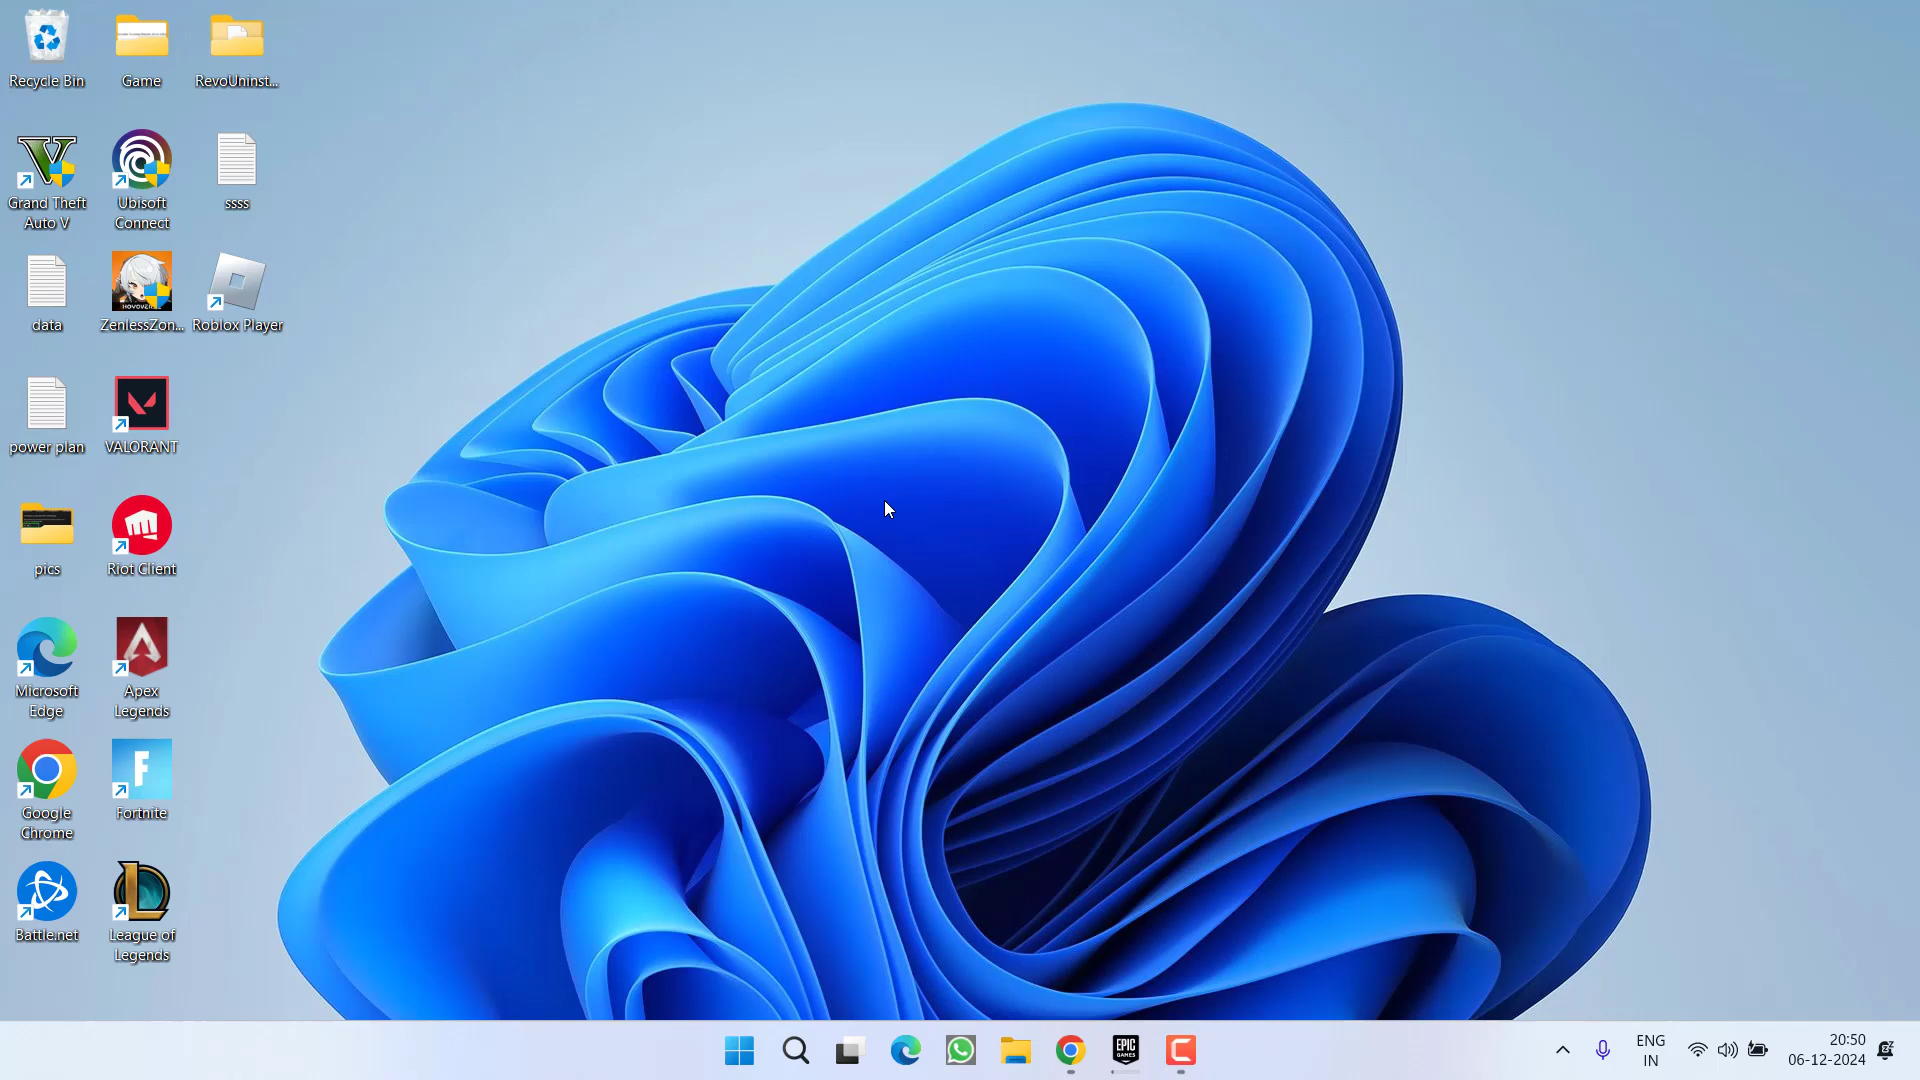 Recycle Bin
Game
RevoUninst...
Grand Theft
Auto V
Ubisoft
Connect
ssss
data
HOYOVER
ZenlessZon...
Roblox Player
power plan
VALORANT
pics
Riot Client
Microsoft
Edge
Apex
Legends
Google
Chrome
F
Fortnite
Battle.net
League of
Legends
EPIC
GAMES
ENG
IN
20:50
06-12-2024